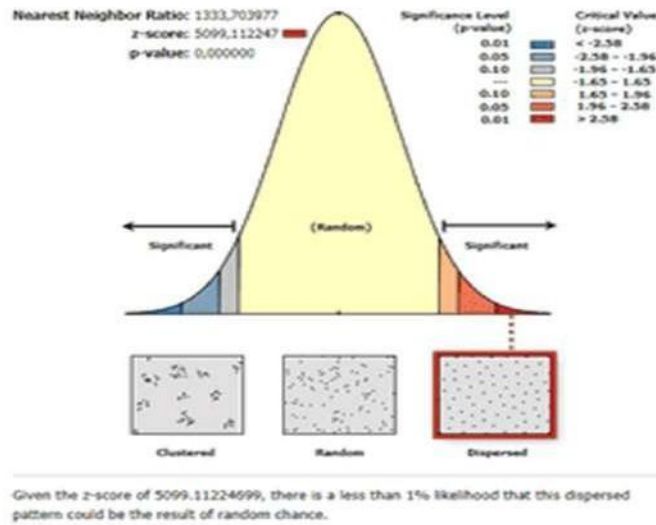 Nearest Neighbor Ratio: 1333,703977
z-score: 5099,112247
p-value: 0,000000
Significance Level (p-value)
Critical Value (z-score)
0.01 < -2.58
0.05 -2.58 - -1.96
0.10 -1.96 - -1.65
--- -1.65 - 1.65
0.10 1.65 - 1.96
0.05 1.96 - 2.58
0.01 > 2.58
(Random)
Significant
Significant
Clustered
Random
Dispersed
Given the z-score of 5099.11224699, there is a less than 1% likelihood that this dispersed
pattern could be the result of random chance.